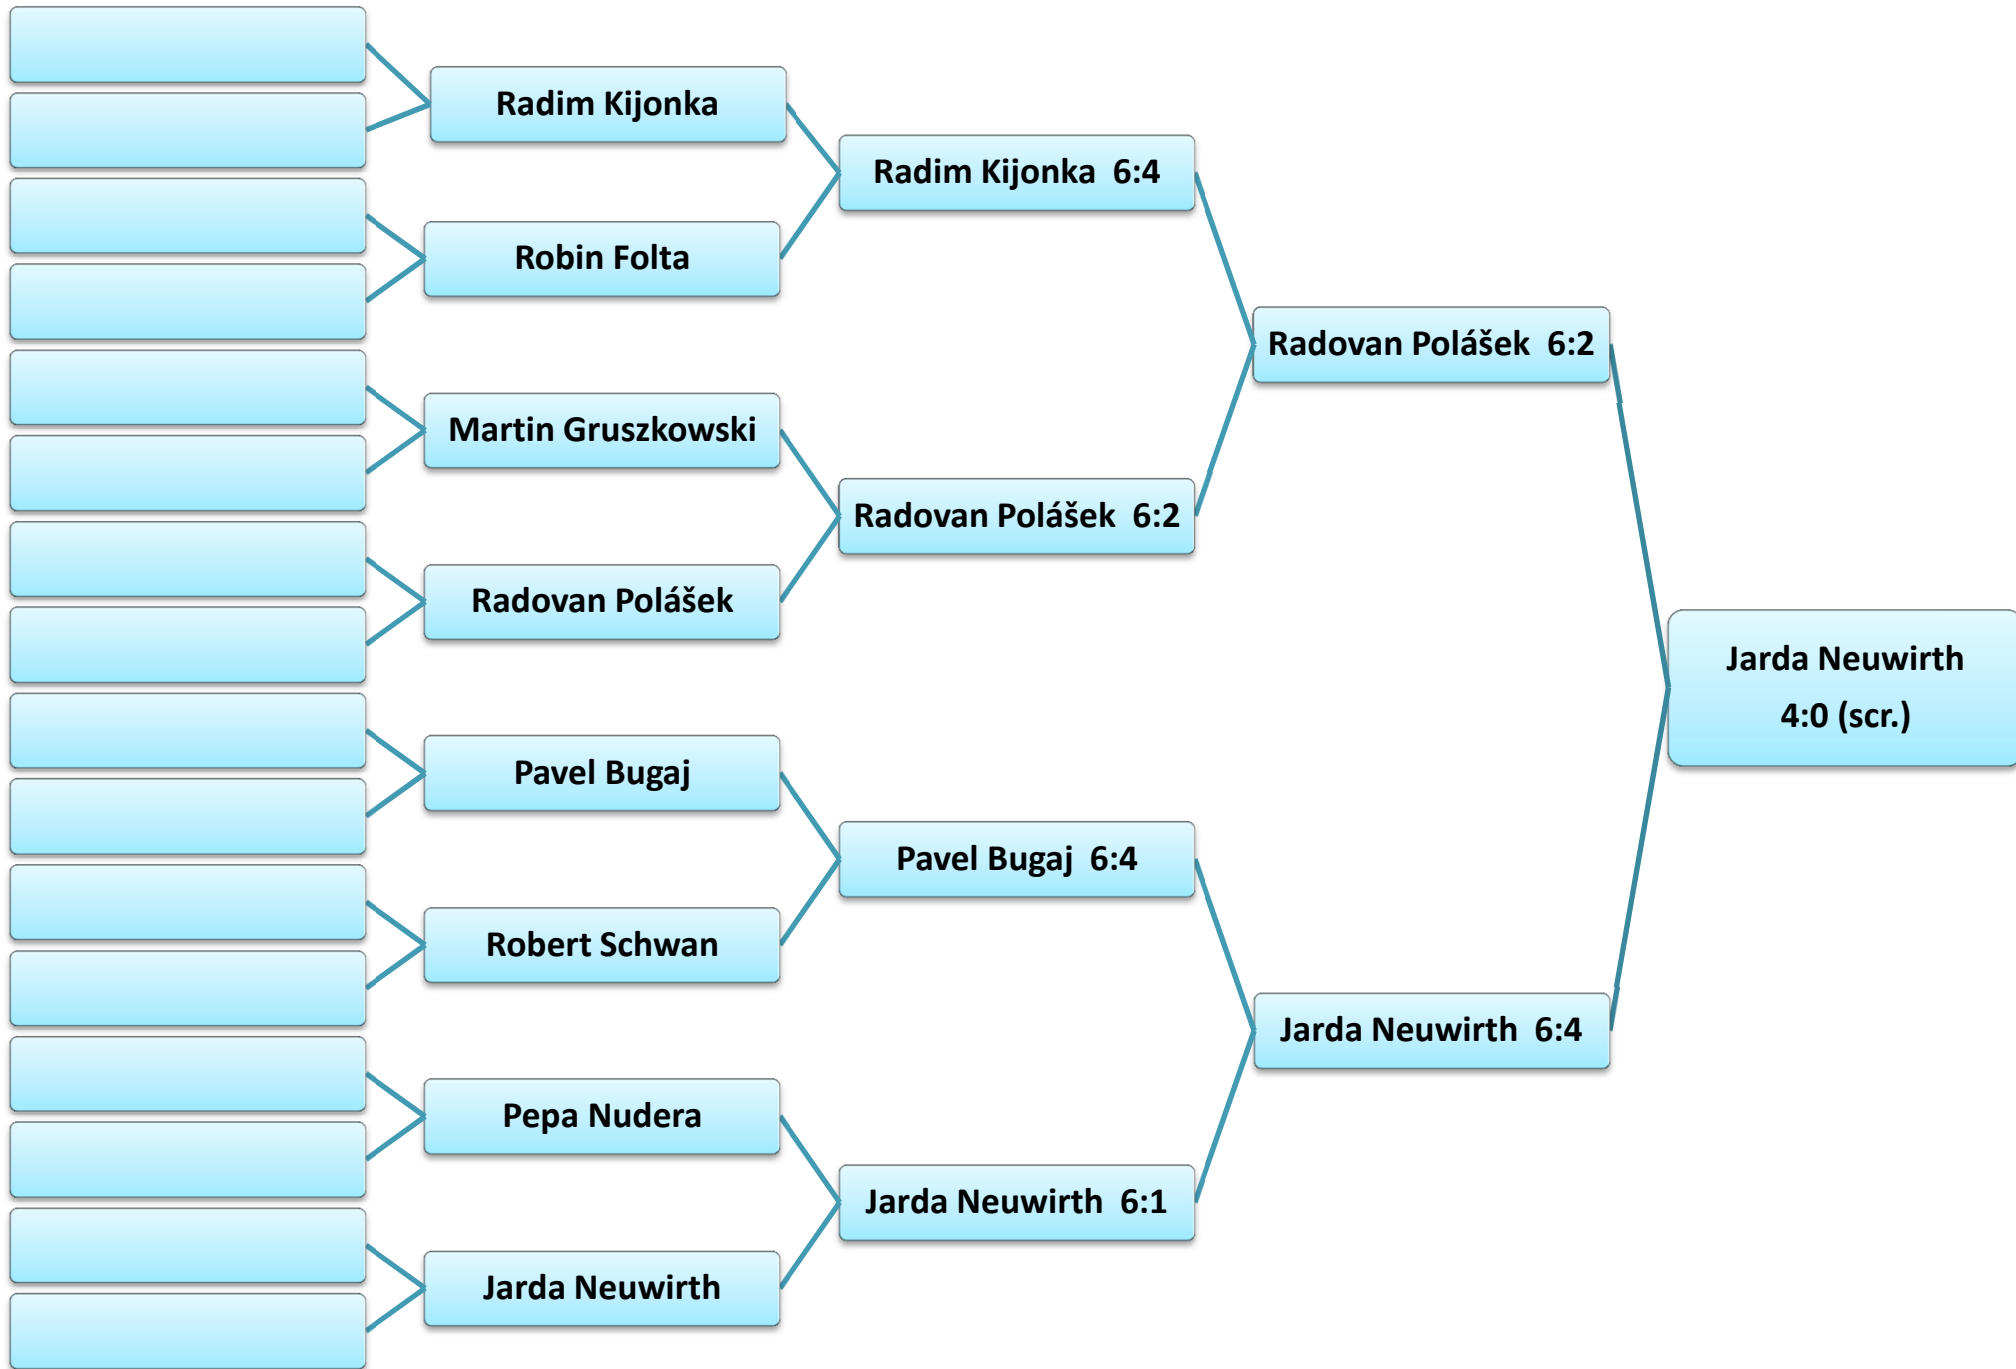 Radim Kijonka
Radim Kijonka  6:4
Robin Folta
Radovan Polášek  6:2
Martin Gruszkowski
Radovan Polášek  6:2
Radovan Polášek
Jarda Neuwirth
4:0 (scr.)
Pavel Bugaj
Pavel Bugaj  6:4
Robert Schwan
Jarda Neuwirth  6:4
Pepa Nudera
Jarda Neuwirth  6:1
Jarda Neuwirth